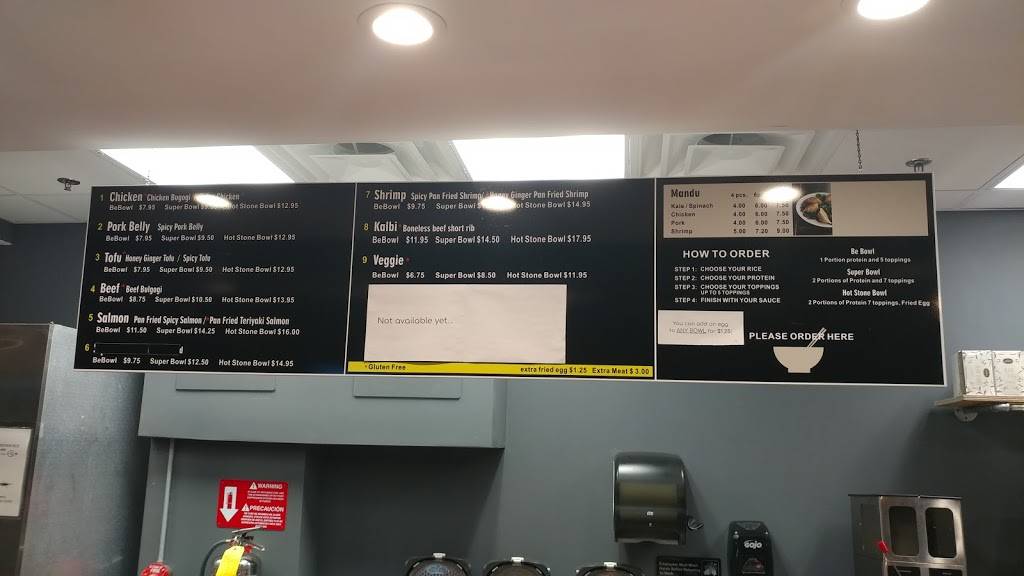 1 Chicken Chicken Bugogi Chicken
BeBowl $7.95 Super Bowl Hot Stone Bowl $12.95
2 Pork Belly Spicy Pork Belly
BeBowl $7.95 Super Bowl $9.50 Hot Stone Bowl $12.95
3 Tofu Honey Ginger Tofu / Spicy Tofu
BeBowl $7.95 Super Bowl $9.50 Hot Stone Bowl $12.95
4 Beef * Beef Bulgogi
BeBowl $8.75 Super Bowl $10.50 Hot Stone Bowl $13.95
5 Salmon Pan Fried Spicy Salmon / * Pan Fried Teriyaki Salmon
BeBowl $11.50 Super Bowl $14.25 Hot Stone Bowl $16.00
6
BeBowl $9.75 Super Bowl $12.50 Hot Stone Bowl $14.95
7 Shrimp Spicy Pan Fried Shrimp Ginger Pan Fried Shrimp
BeBowl $9.75 Super Bowl Hot Stone Bowl $14.95
8 Kalbi * Boneless beef short rib
BeBowl $11.95 Super Bowl $14.50 Hot Stone Bowl $17.95
9 Veggie *
BeBowl $6.75 Super Bowl $8.50 Hot Stone Bowl $11.95
Not available yet...
* Gluten Free extra fried egg $1.25 Extra Meat $ 3.00
Mandu 4 pcs.
Kale / Spinach 4.00 6.00 7.50
Chicken 4.00 6.00 7.50
Pork 4.00 6.00 7.50
Shrimp 5.00 7.20 9.00
HOW TO ORDER
STEP 1: CHOOSE YOUR RICE
STEP 2: CHOOSE YOUR PROTEIN
STEP 3: CHOOSE YOUR TOPPINGS
UP TO 5 TOPPINGS
STEP 4: FINISH WITH YOUR SAUCE
Be Bowl
1 Portion protein and 5 toppings
Super Bowl
2 Portions of Protein and 7 toppings
Hot Stone Bowl
2 Portions of Protein 7 toppings, Fried Egg
You can add an egg
to ANY BOWL for $1.25!
PLEASE ORDER HERE
WARNING
PRECAUCIÓN
GOJO